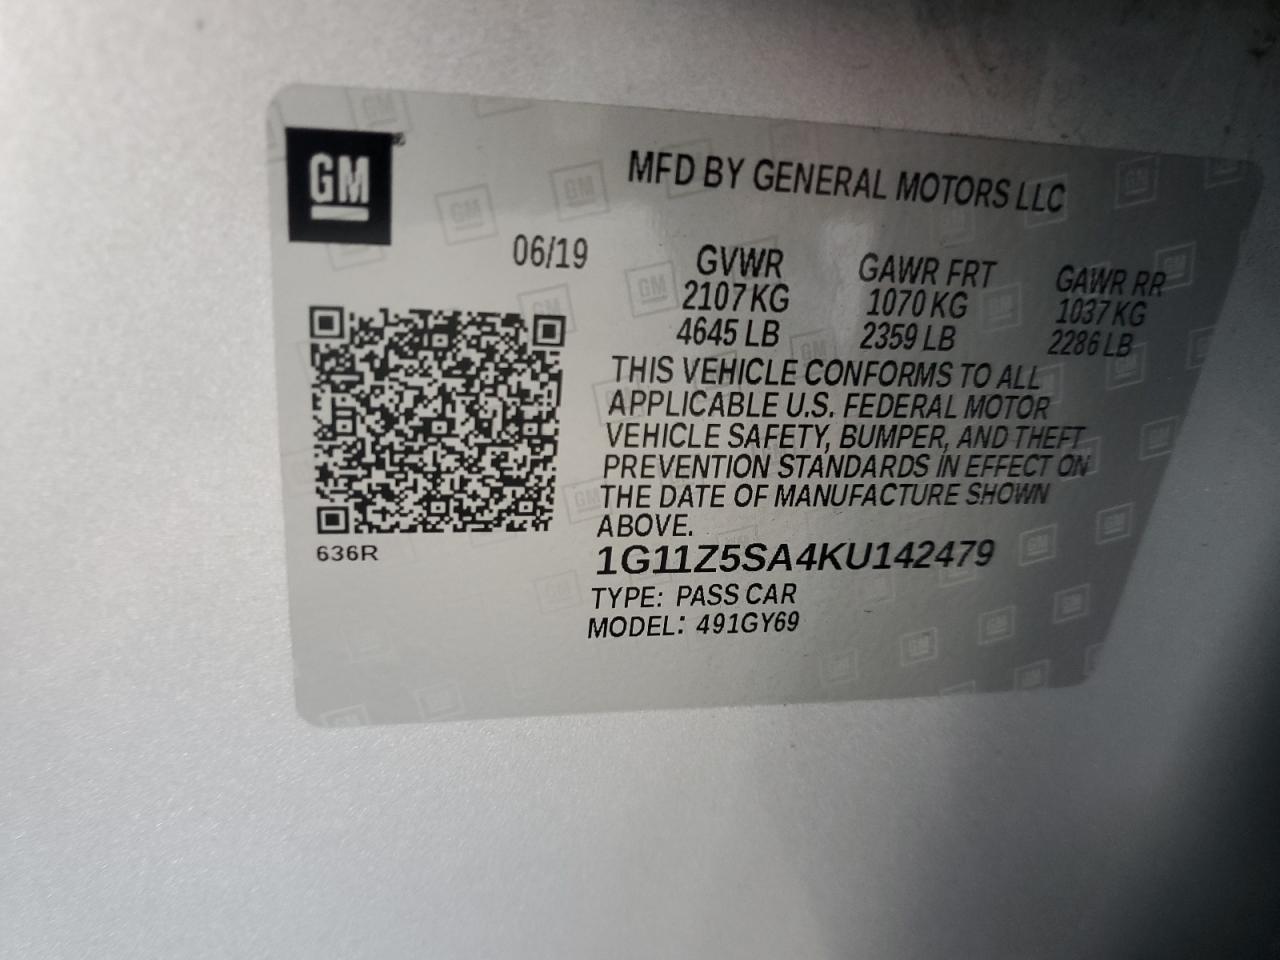 GM
MFD BY GENERAL MOTORS LLC
06/19
GVWR GAWR FRT GAWR RR
2107 KG 1070 KG 1037 KG
4645 LB 2359 LB 2286 LB
THIS VEHICLE CONFORMS TO ALL
APPLICABLE U.S. FEDERAL MOTOR
VEHICLE SAFETY, BUMPER, AND THEFT
PREVENTION STANDARDS IN EFFECT ON
THE DATE OF MANUFACTURE SHOWN
ABOVE.
636R
1G11Z5SA4KU142479
TYPE: PASS CAR
MODEL: 491GY69